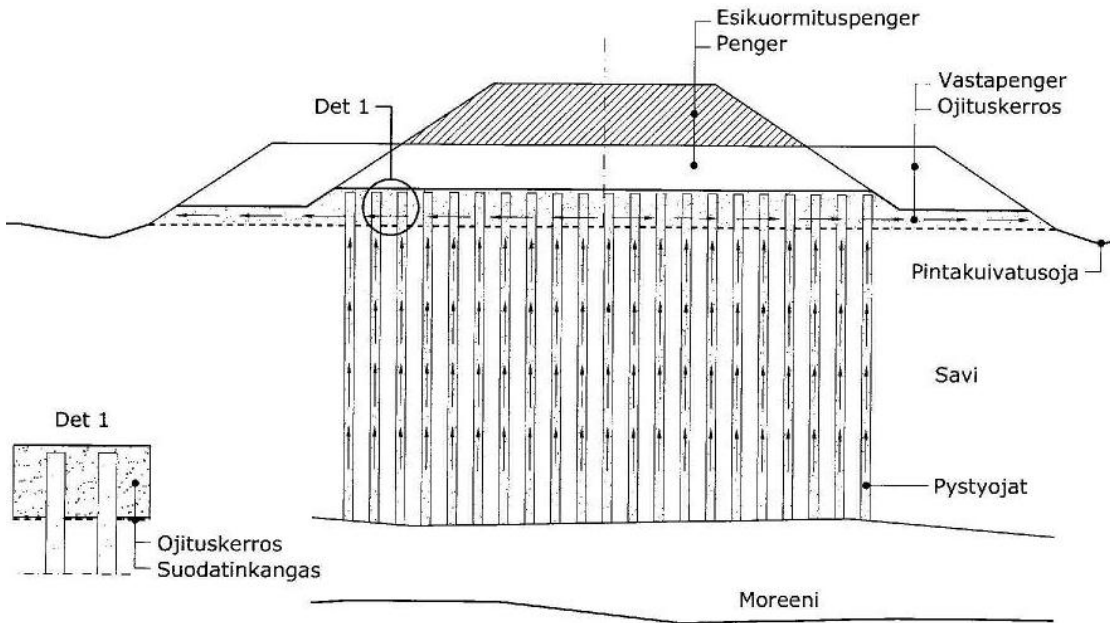 Esikuormituspenger
Penger
Det 1
Vastapenger
Ojituskerros
Pintakuivatusoja
Savi
Det 1
Pystyojat
Ojituskerros
Suodatinkangas
Moreeni